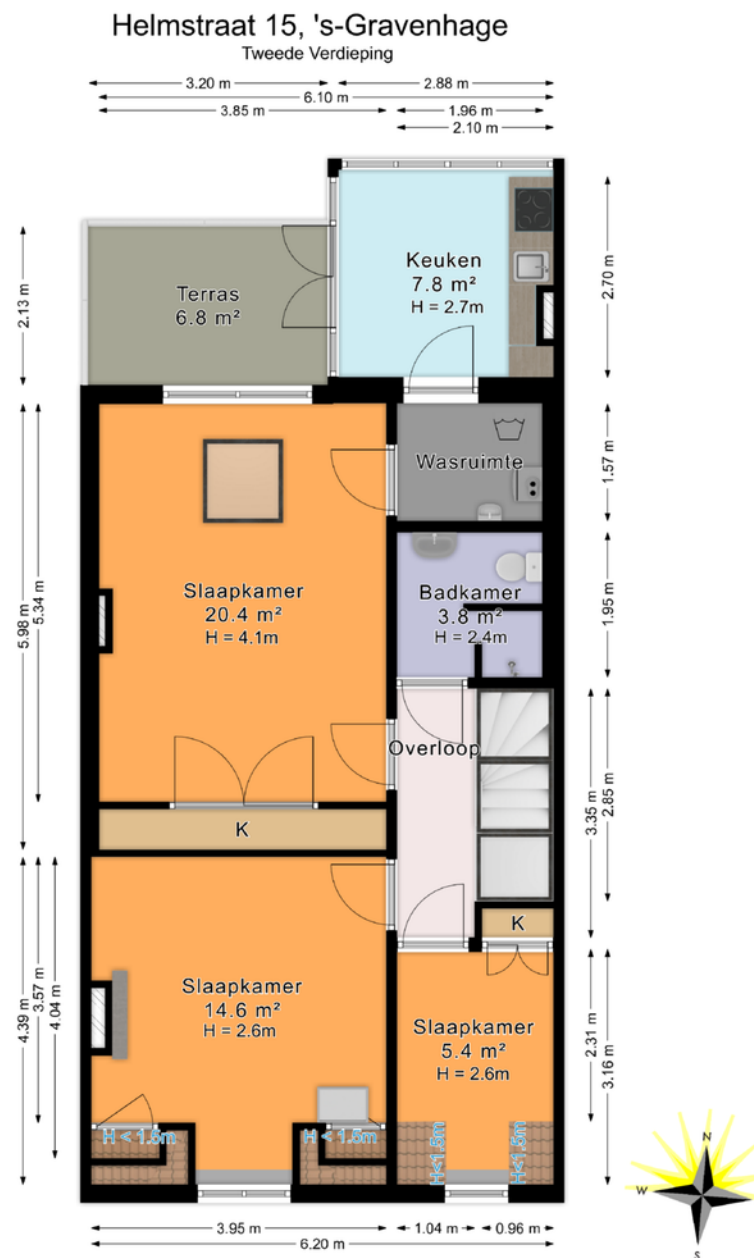 Helmstraat 15, 's-Gravenhage
Tweede Verdieping
3.20 m
2.88 m
6.10 m
3.85 m
1.96 m
2.10 m
Keuken
7.8 m²
H = 2.7m
Terras
6.8 m²
2.13 m
2.70 m
Wasruimte
1.57 m
Slaapkamer
20.4 m²
H = 4.1m
5.98 m
5.34 m
Badkamer
3.8 m²
H = 2.4m
1.95 m
Overloop
3.35 m
2.85 m
K
K
Slaapkamer
14.6 m²
H = 2.6m
4.39 m
3.57 m
4.04 m
Slaapkamer
5.4 m²
H = 2.6m
2.31 m
3.16 m
H < 1.5m
H < 1.5m
H<1.5m
H<1.5m
N
W
S
3.95 m
1.04 m
0.96 m
6.20 m